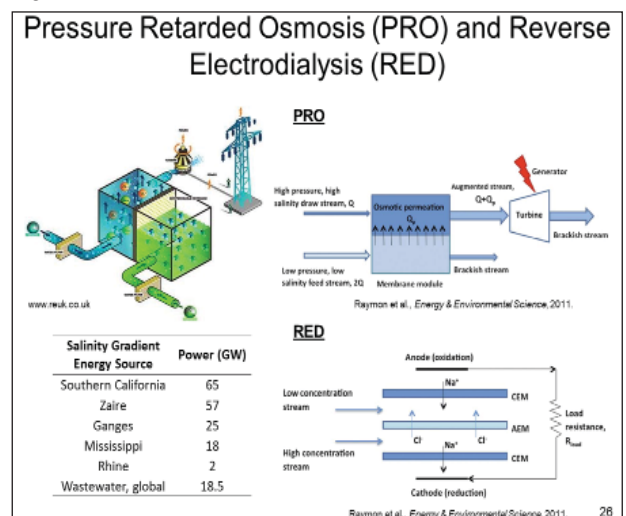 Pressure Retarded Osmosis (PRO) and Reverse
Electrodialysis (RED)
PRO
Generator
Augmented stream,
Q+Qp
High pressure, high
salinity draw stream, Q
Osmotic permeation
Qp
Turbine
Brackish stream
Low pressure, low
salinity feed stream, 2Q
Membrane module
Brackish stream
www.reuk.co.uk
Raymon et al., Energy & Environmental Science, 2011.
Salinity Gradient
Energy Source
Power (GW)
Southern California 65
Zaire 57
Ganges 25
Mississippi 18
Rhine 2
Wastewater, global 18.5
RED
Anode (oxidation)
Na⁺
CEM
Low concentration
stream
AEM
Cl⁻
Cl⁻
High concentration
stream
Na⁺
CEM
Load
resistance,
Rload
Cathode (reduction)
Raymon et al., Energy & Environmental Science, 2011.
26